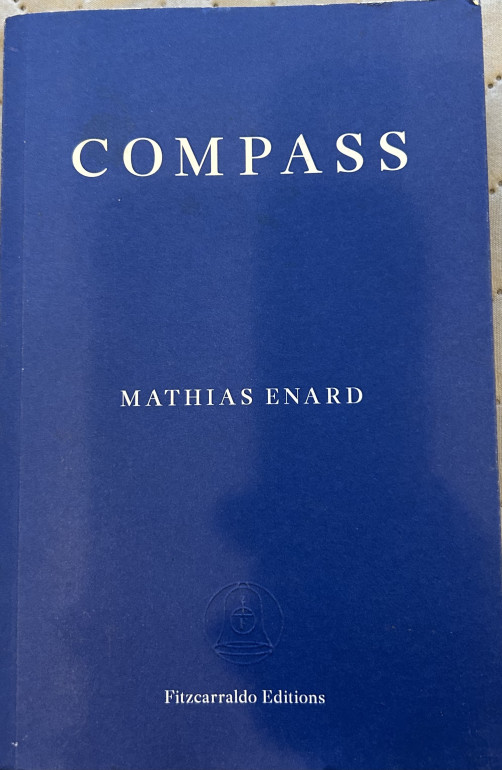 COMPASS
MATHIAS ENARD
Fitzcarraldo Editions